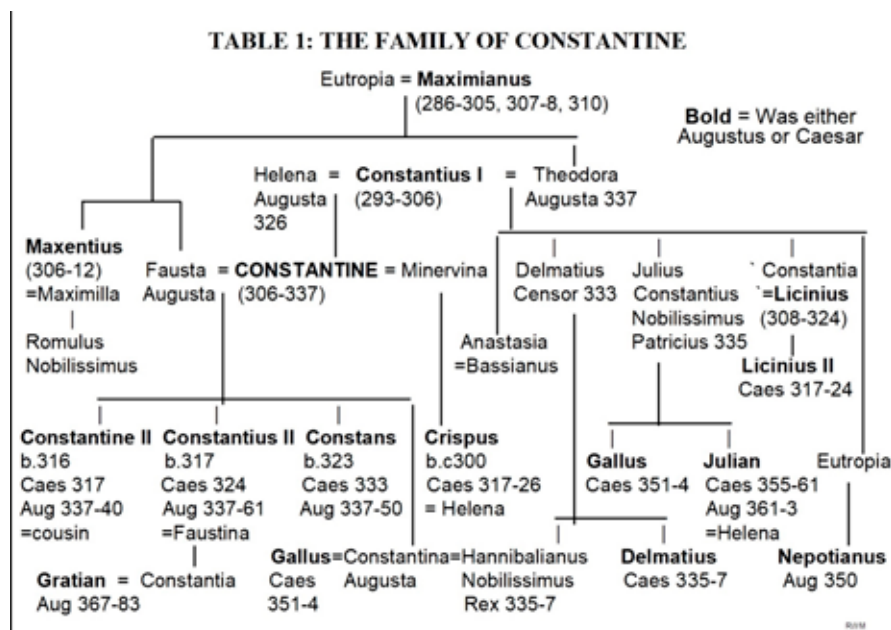 TABLE 1: THE FAMILY OF CONSTANTINE
Eutropia = Maximianus
(286-305, 307-8, 310)
Bold = Was either
Augustus or Caesar
Helena = Constantius I = Theodora
Augusta (293-306) Augusta 337
326
Maxentius
(306-12)
=Maximilla
Romulus
Nobilissimus
Fausta = CONSTANTINE = Minervina
Augusta (306-337)
Delmatius
Censor 333
Julius
Constantius
Nobilissimus
Patricius 335
` Constantia
`=Licinius
(308-324)
Anastasia
=Bassianus
Licinius II
Caes 317-24
Constantine II
b.316
Caes 317
Aug 337-40
=cousin
Constantius II
b.317
Caes 324
Aug 337-61
=Faustina
Constans
b.323
Caes 333
Aug 337-50
Crispus
b.c300
Caes 317-26
= Helena
Gallus
Caes 351-4
Julian
Caes 355-61
Aug 361-3
=Helena
Eutropia
Gratian = Constantia
Aug 367-83
Gallus=Constantina=Hannibalianus
Caes Augusta Nobilissimus
351-4 Rex 335-7
Delmatius
Caes 335-7
Nepotianus
Aug 350